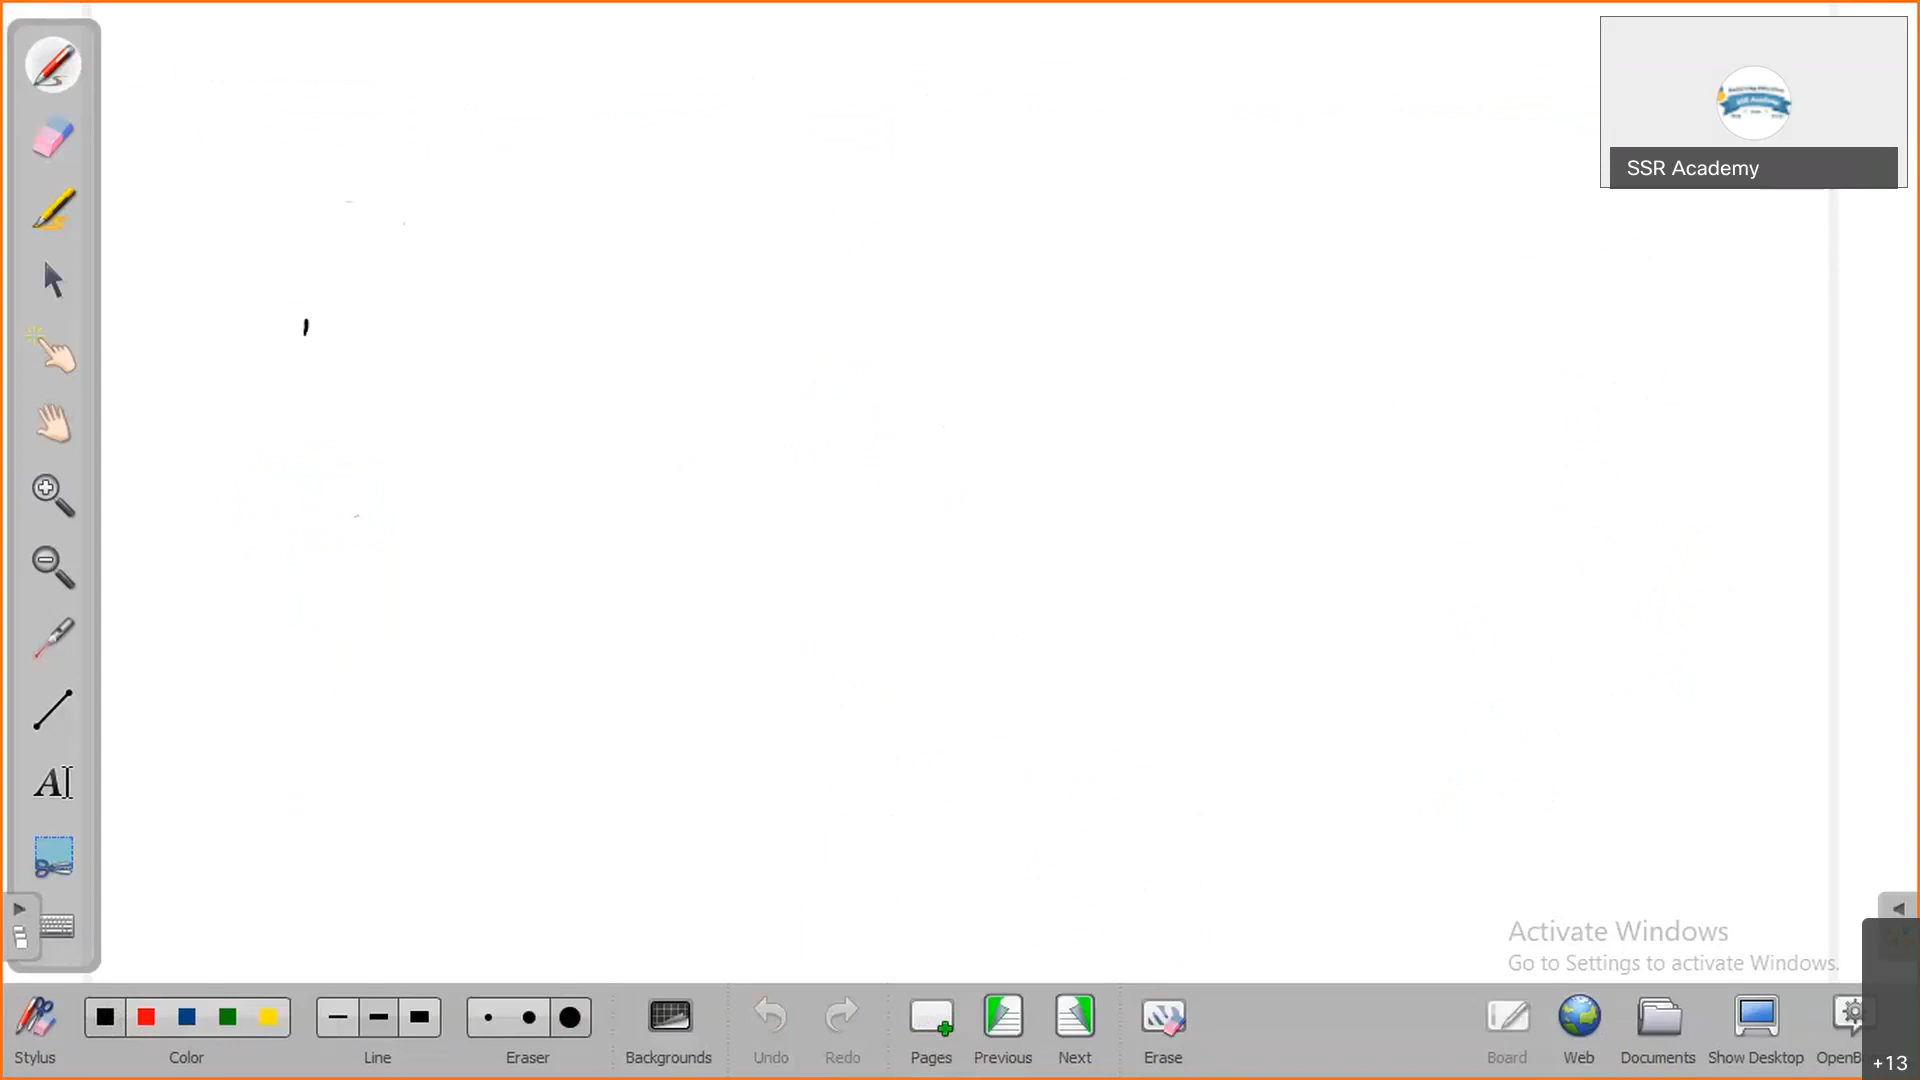 SSR Academy
Activate Windows
Go to Settings to activate Windows.
Stylus
Color
Line
Eraser
Backgrounds
Undo
Redo
Pages
Previous
Next
Erase
Board
Web
Documents
Show Desktop
+13